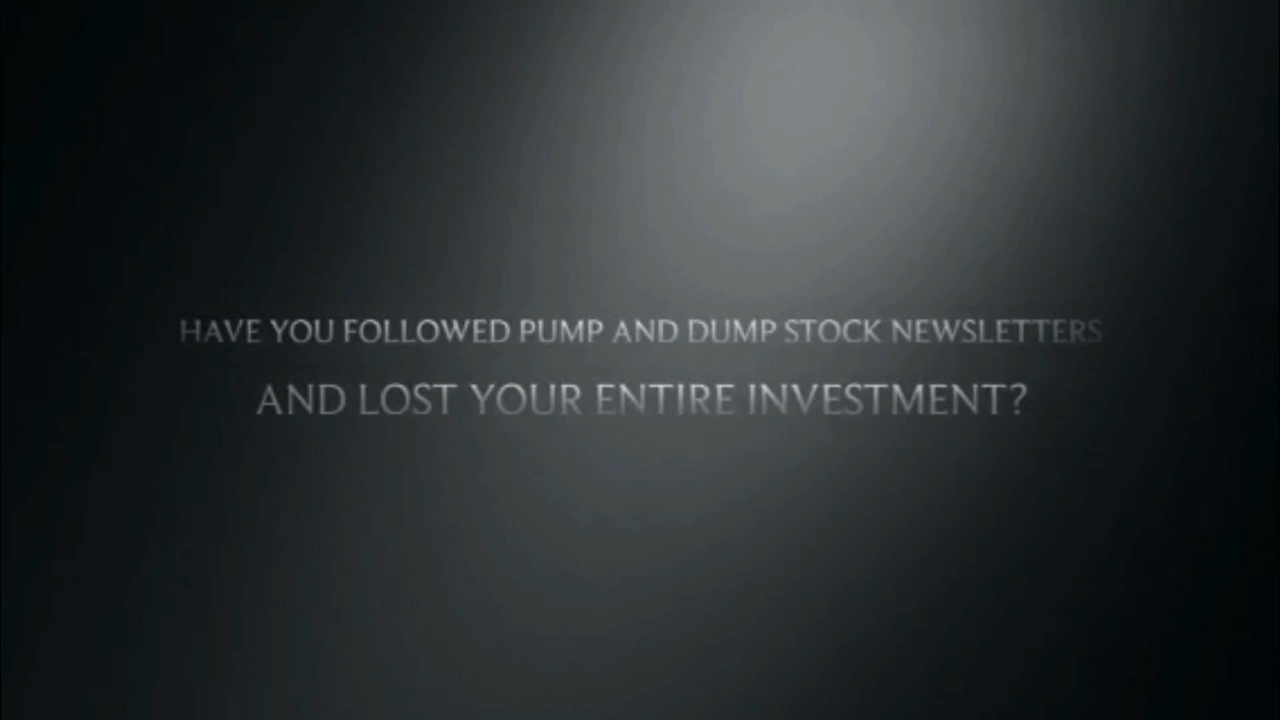 HAVE YOU FOLLOWED PUMP AND DUMP STOCK NEWSLETTERS
AND LOST YOUR ENTIRE INVESTMENT?